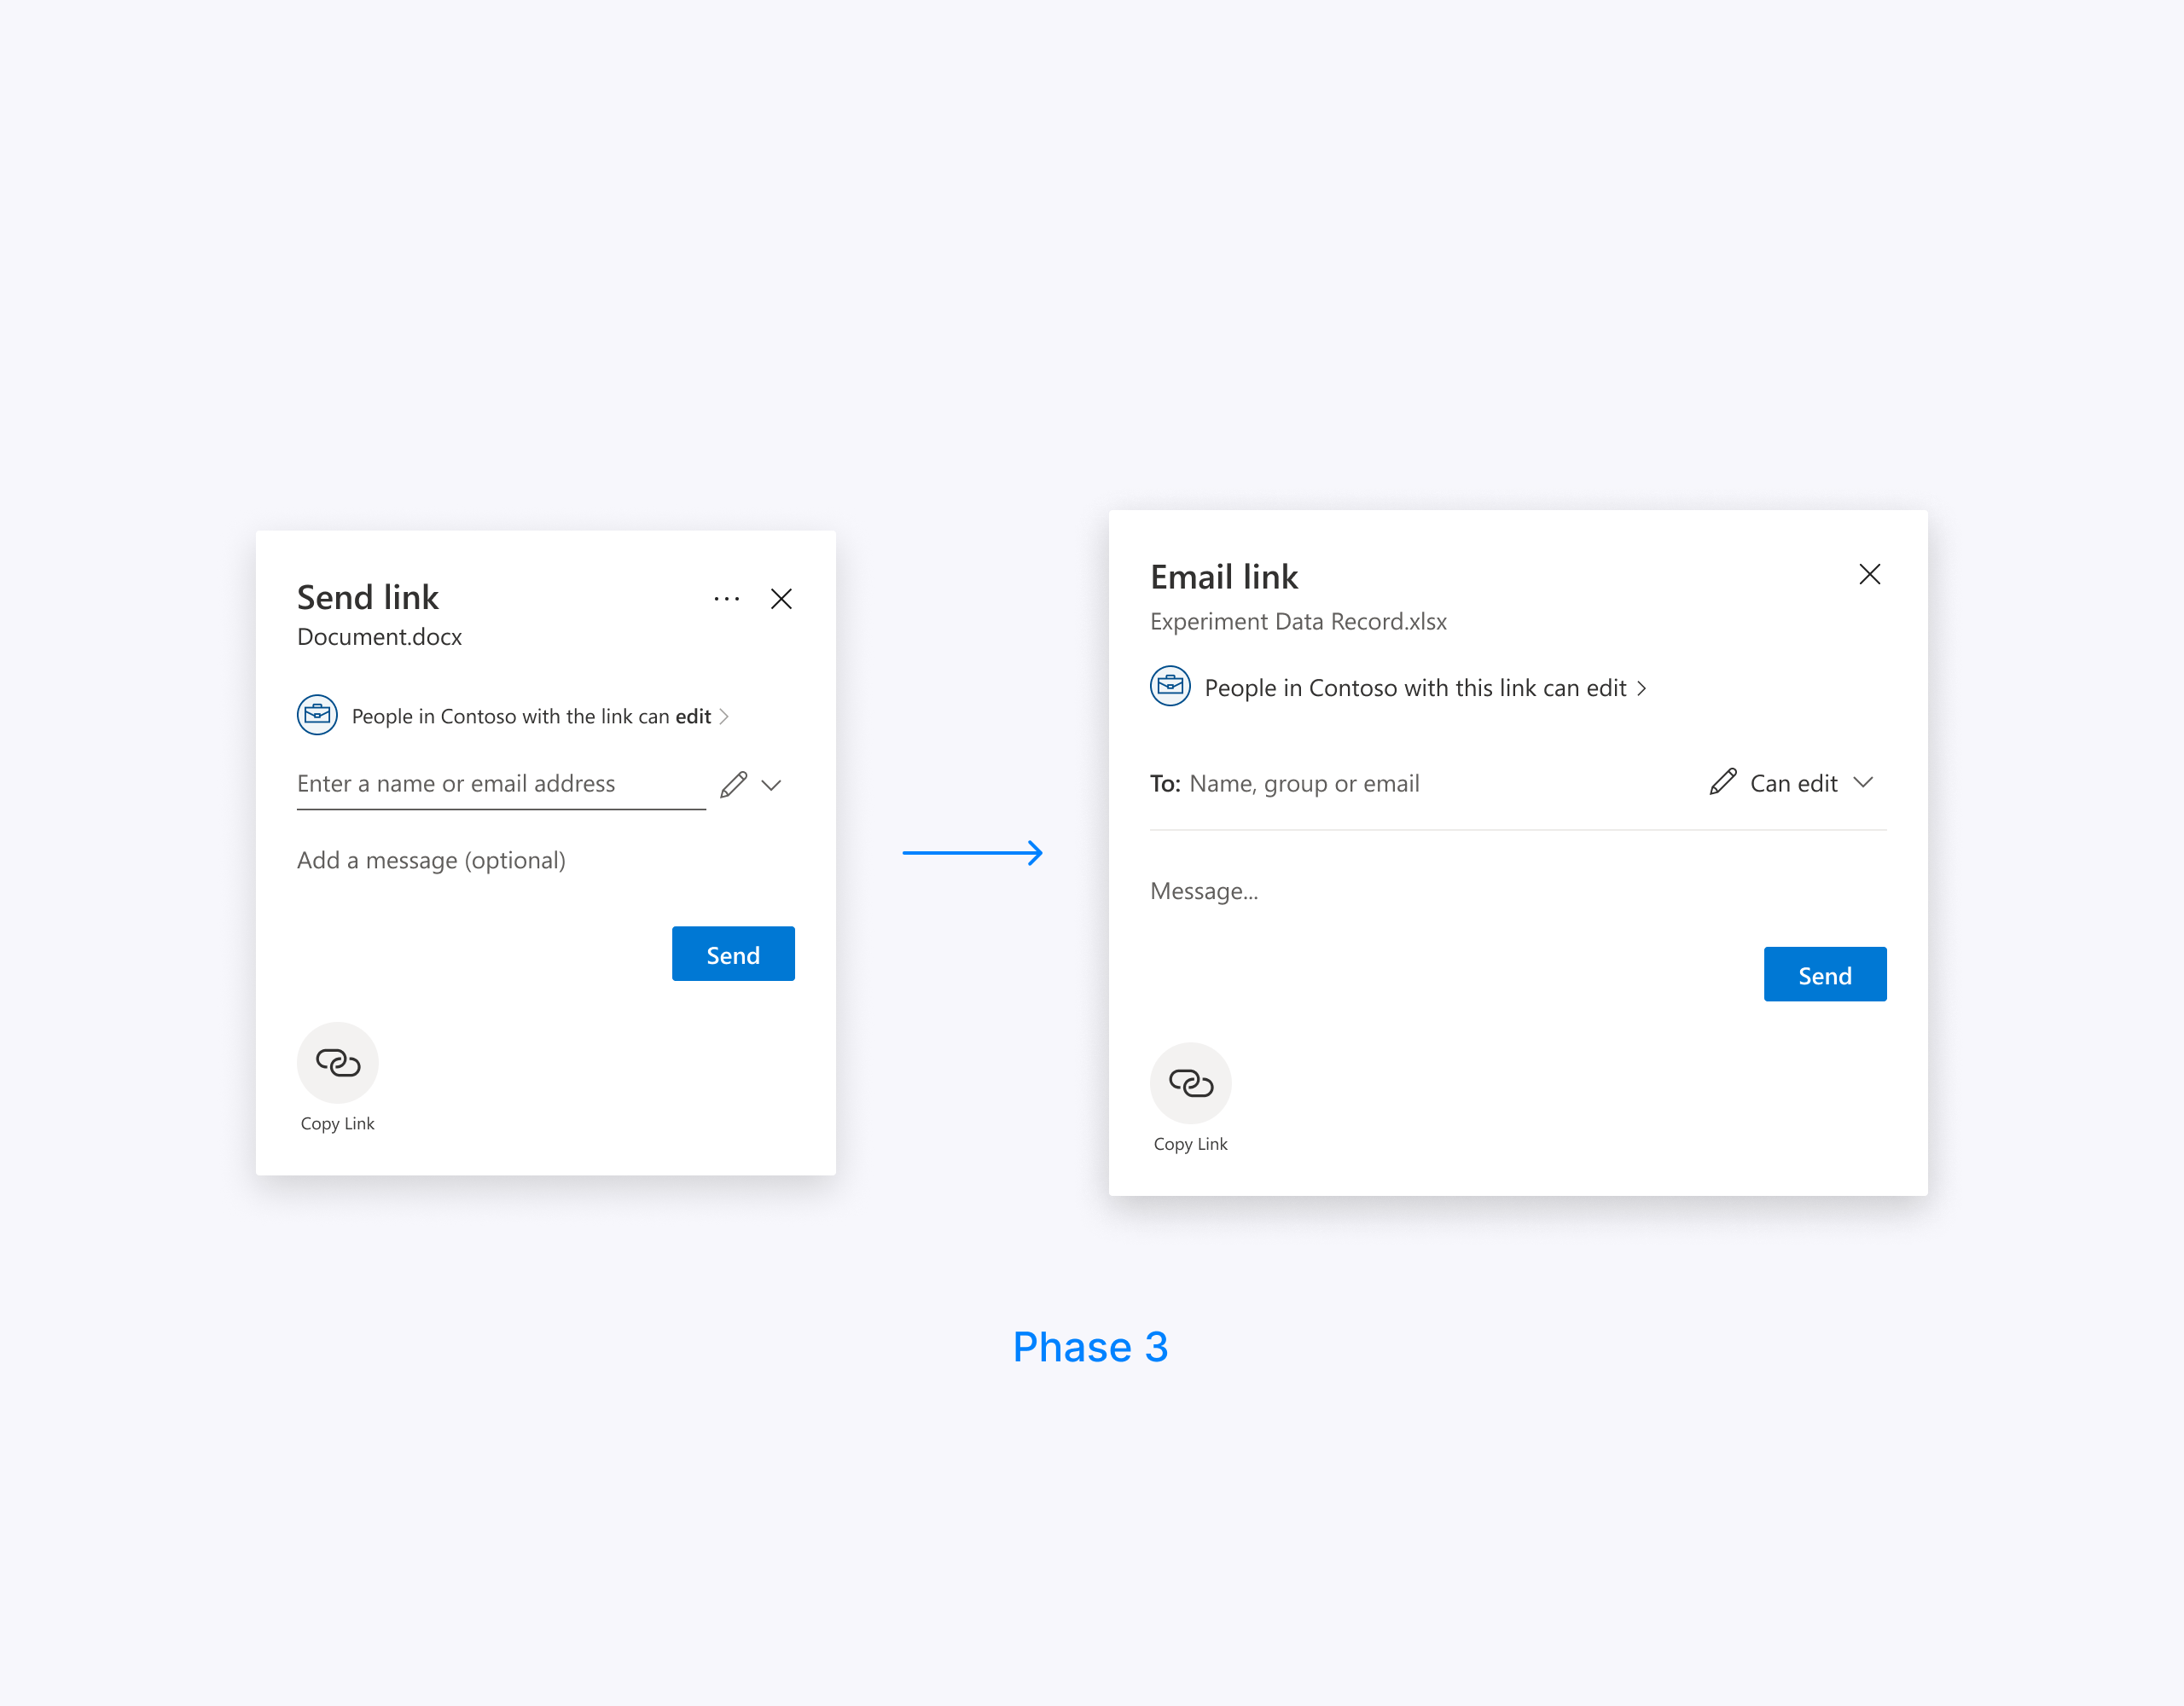 Send link
Document.docx
People in Contoso with the link can edit
Enter a name or email address
Add a message (optional)
Send
Copy Link
Email link
Experiment Data Record.xlsx
People in Contoso with this link can edit
To: Name, group or email
Can edit
Message...
Send
Copy Link
Phase 3